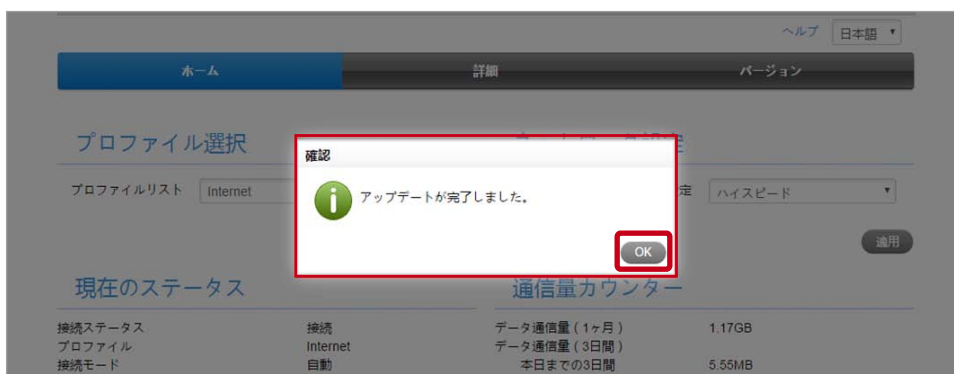 ヘルプ 日本語
ホーム 詳細 バージョン
プロファイル選択
確認
プロファイルリスト Internet
アップデートが完了しました。
定 ハイスピード
OK
適用
現在のステータス 通信量カウンター
接続ステータス 接続 データ通信量 ( 1ヶ月 ) 1.17GB
プロファイル Internet データ通信量 ( 3日間 )
接続モード 自動 本日までの3日間 5.55MB